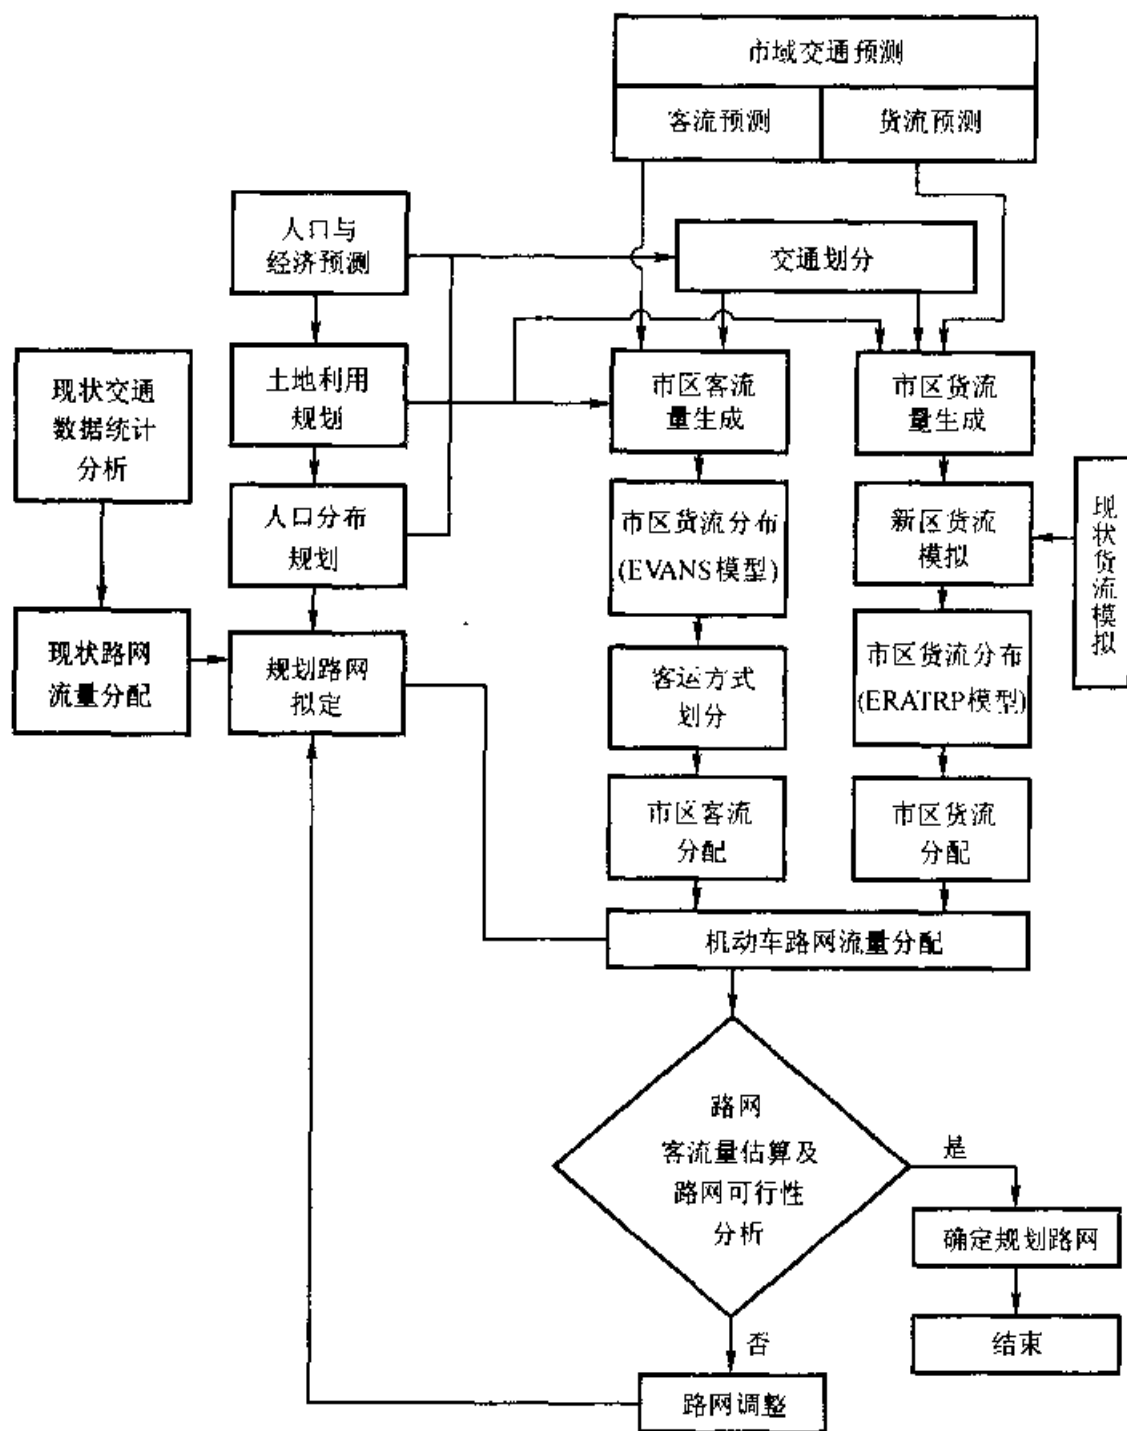 市域交通预测
客流预测
货流预测
人口与
经济预测
交通划分
现状交通
数据统计
分析
土地利用
规划
市区客流
量生成
市区货流
量生成
人口分布
规划
市区货流分布
(EVANS模型)
新区货流
模拟
现状货流模拟
现状路网
流量分配
规划路网
拟定
客运方式
划分
市区货流分布
(ERATRP模型)
市区客流
分配
市区货流
分配
机动车路网流量分配
路网
客流量估算及
路网可行性
分析
是
确定规划路网
结束
否
路网调整